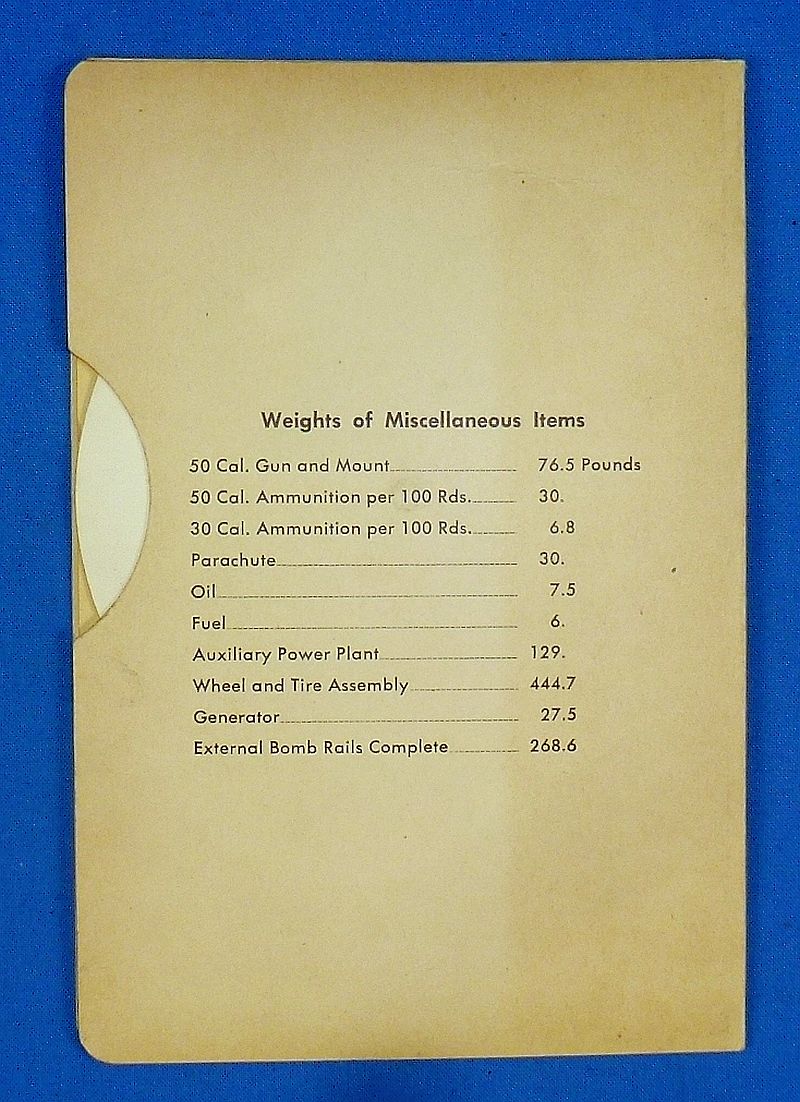 Weights of Miscellaneous Items
50 Cal. Gun and Mount 76.5 Pounds
50 Cal. Ammunition per 100 Rds. 30.
30 Cal. Ammunition per 100 Rds. 6.8
Parachute 30.
Oil 7.5
Fuel 6.
Auxiliary Power Plant 129.
Wheel and Tire Assembly 444.7
Generator 27.5
External Bomb Rails Complete 268.6